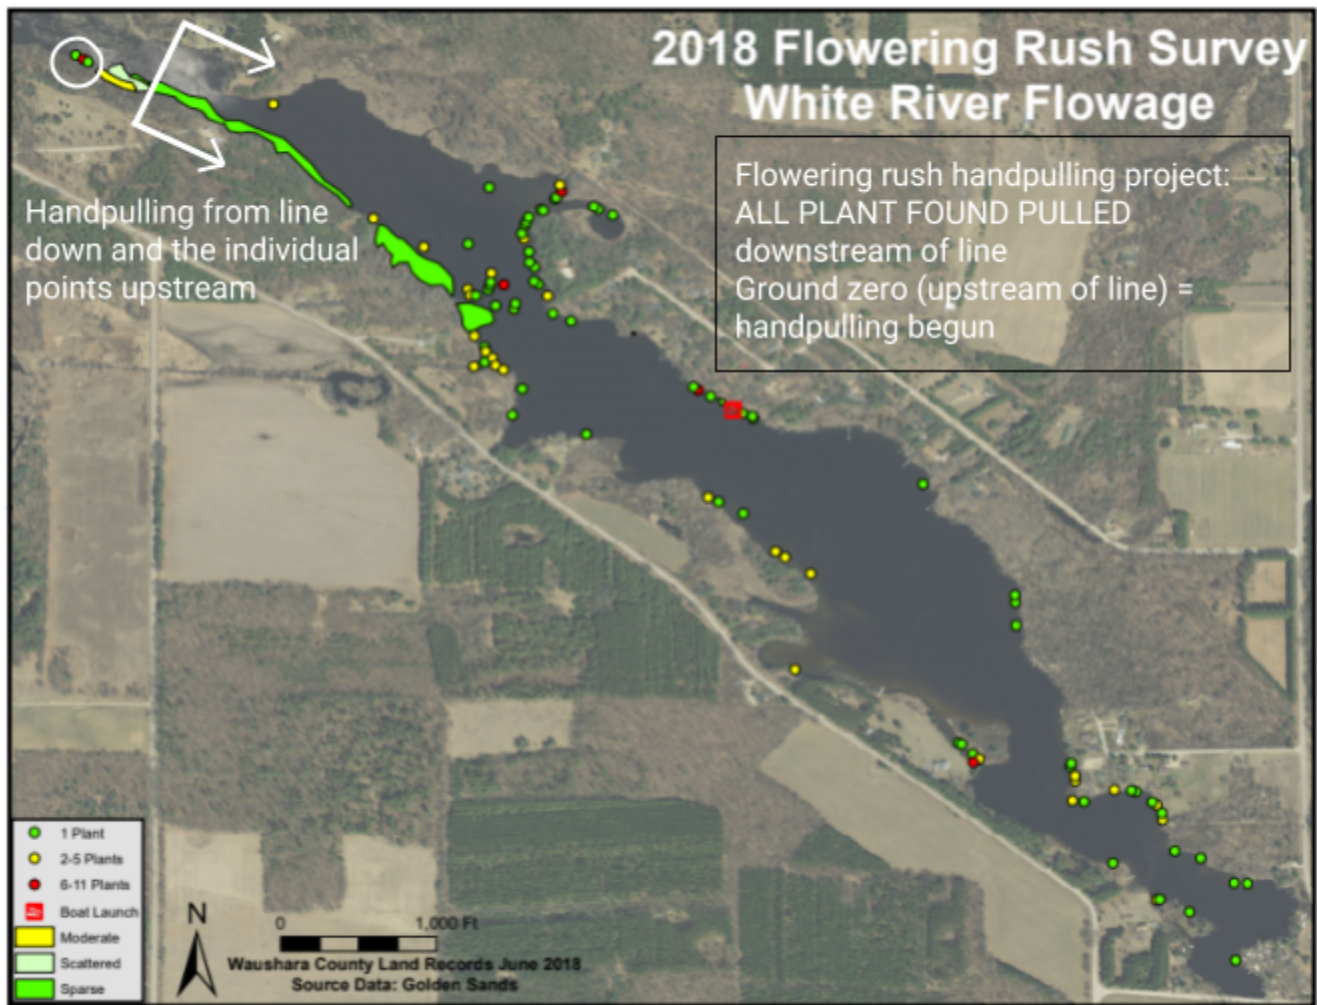 2018 Flowering Rush Survey
White River Flowage
Flowering rush handpulling project:
ALL PLANT FOUND PULLED
downstream of line
Ground zero (upstream of line) =
handpulling begun
Handpulling from line
down and the individual
points upstream
1 Plant
2-5 Plants
6-11 Plants
Boat Launch
Moderate
Scattered
Sparse
N
0 1,000 Ft
Waushara County Land Records June 2018
Source Data: Golden Sands